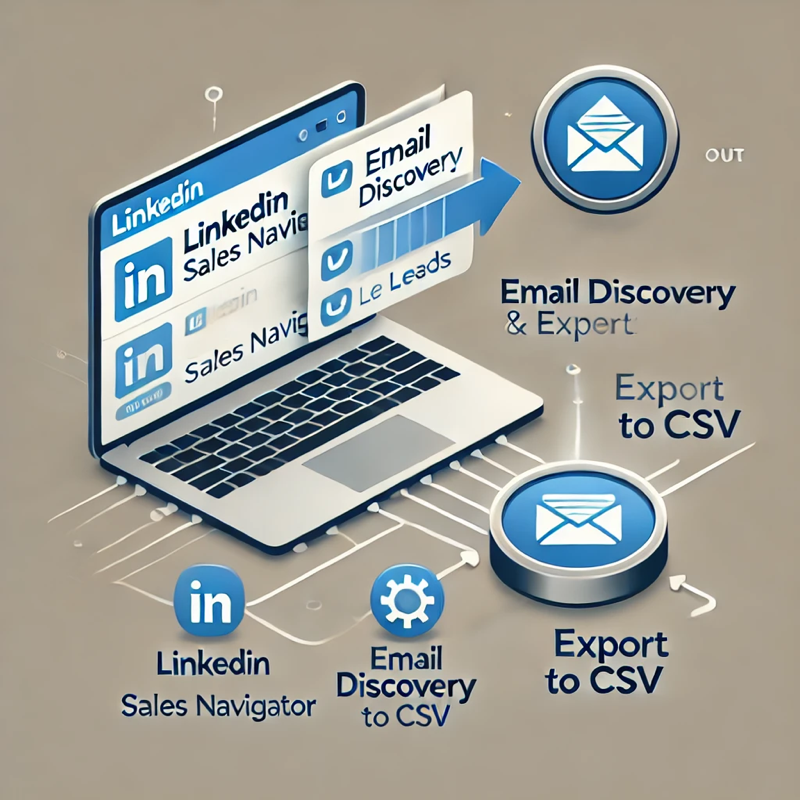 Linkedin
Linkedin
Sales Navig
in
in
Sales Navig
Email
Discovery
Le Leads
OUT
Email Discovery
& Expert
Export
to CSV
in
Linkedin
Sales Navigator
Email
Discovery
to CSV
Export
to CSV